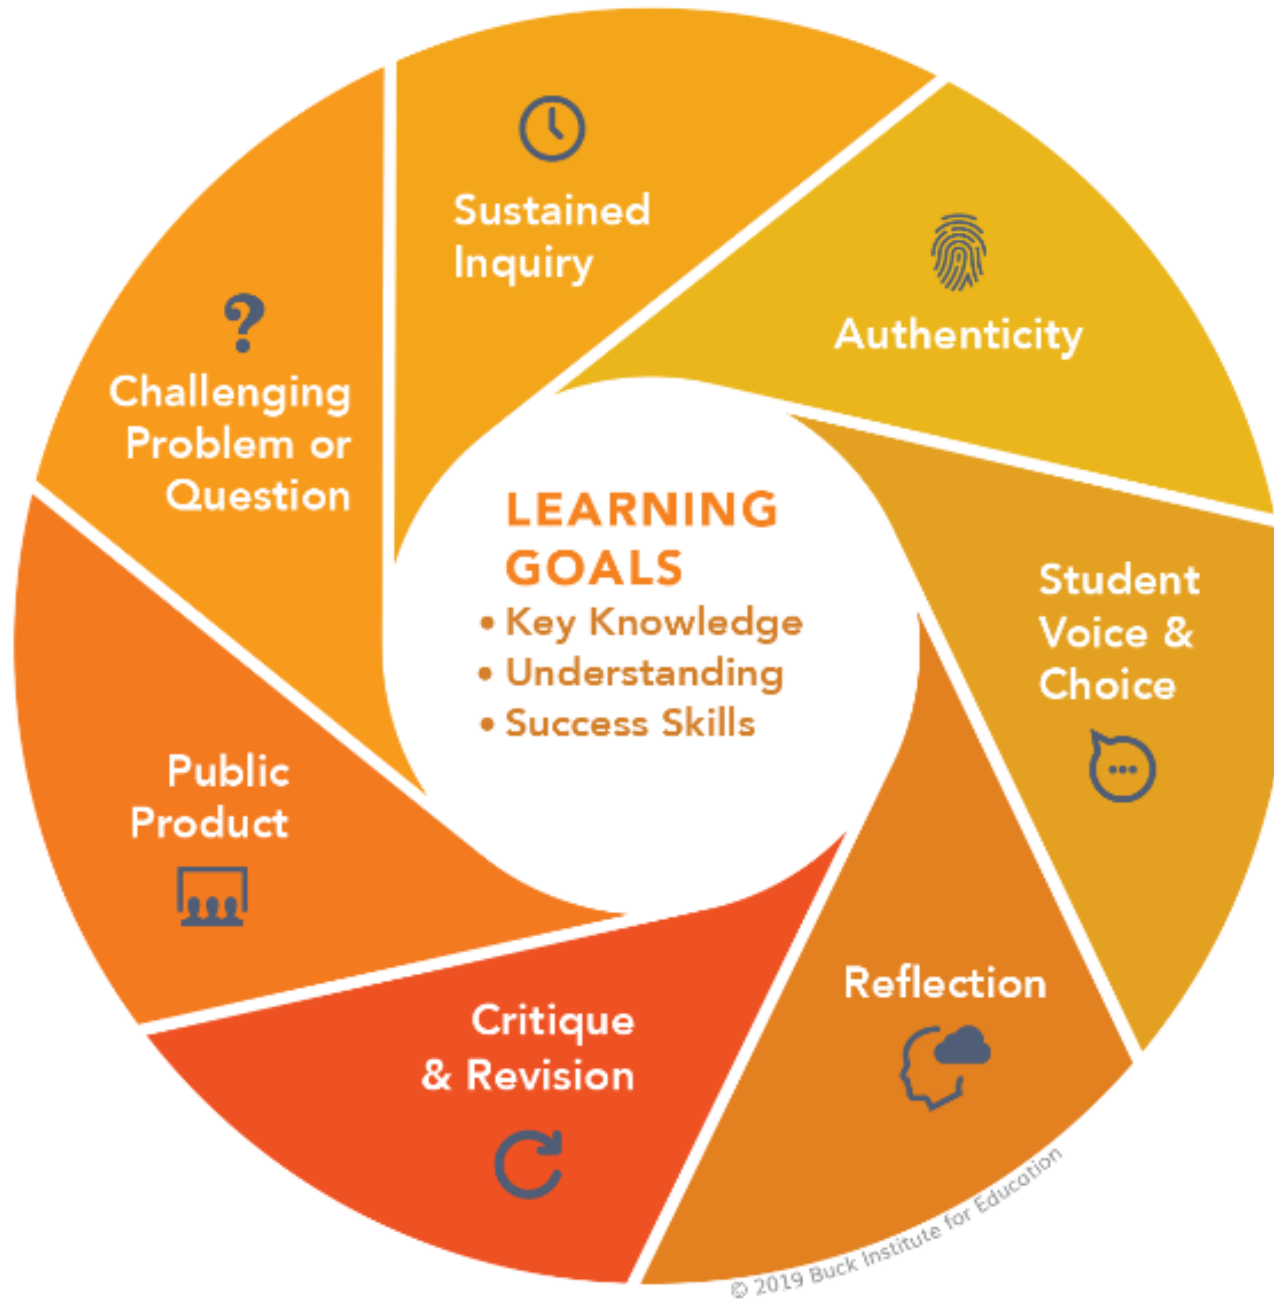 Sustained
Inquiry
Authenticity
Challenging
Problem or
Question
LEARNING
GOALS
• Key Knowledge
• Understanding
• Success Skills
Student
Voice &
Choice
Public
Product
Reflection
Critique
& Revision
© 2019 Buck Institute for Education